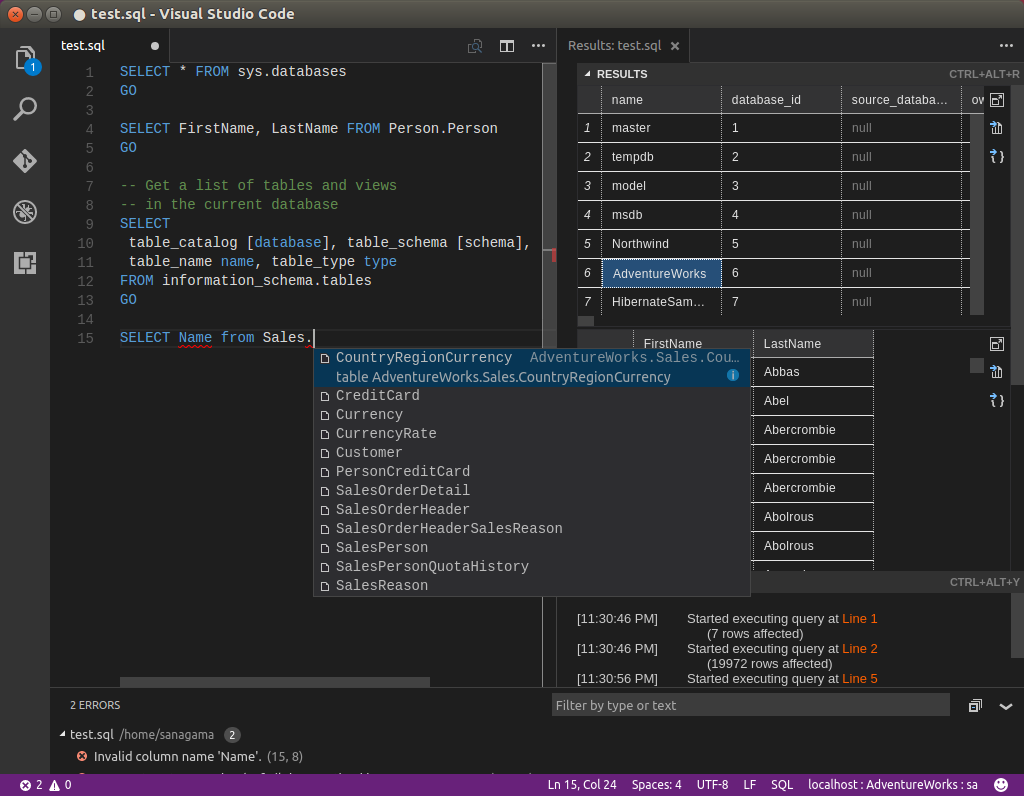 test.sql - Visual Studio Code
test.sql
Results: test.sql
1
1 SELECT * FROM sys.databases
2 GO
3
4 SELECT FirstName, LastName FROM Person.Person
5 GO
6
7 -- Get a list of tables and views
8 -- in the current database
9 SELECT
10 table_catalog [database], table_schema [schema],
11 table_name name, table_type type
12 FROM information_schema.tables
13 GO
14
15 SELECT Name from Sales.
CountryRegionCurrency AdventureWorks.Sales.Cou…
table AdventureWorks.Sales.CountryRegionCurrency
CreditCard
Currency
CurrencyRate
Customer
PersonCreditCard
SalesOrderDetail
SalesOrderHeader
SalesOrderHeaderSalesReason
SalesPerson
SalesPersonQuotaHistory
SalesReason
RESULTS CTRL+ALT+R
name database_id source_databa… ow
1 master 1 null
2 tempdb 2 null
3 model 3 null
4 msdb 4 null
5 Northwind 5 null
6 AdventureWorks 6 null
7 HibernateSam… 7 null
FirstName LastName
Abbas
Abel
Abercrombie
Abercrombie
Abercrombie
Abolrous
Abolrous
CTRL+ALT+Y
[11:30:46 PM] Started executing query at Line 1
(7 rows affected)
[11:30:46 PM] Started executing query at Line 2
(19972 rows affected)
[11:30:56 PM] Started executing query at Line 5
2 ERRORS
Filter by type or text
test.sql /home/sanagama 2
Invalid column name 'Name'. (15, 8)
2 0 Ln 15, Col 24 Spaces: 4 UTF-8 LF SQL localhost : AdventureWorks : sa